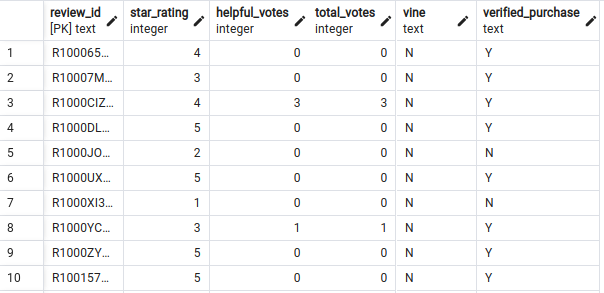 review_id star_rating helpful_votes total_votes vine verified_purchase
[PK] text integer integer integer text text
1 R100065... 4 0 0 N Y
2 R10007M... 3 0 0 N Y
3 R1000CIZ... 4 3 3 N Y
4 R1000DL... 5 0 0 N Y
5 R1000JO... 2 0 0 N N
6 R1000UX... 5 0 0 N Y
7 R1000XI3... 1 0 0 N N
8 R1000YC... 3 1 1 N Y
9 R1000ZY... 5 0 0 N Y
10 R100157... 5 0 0 N Y